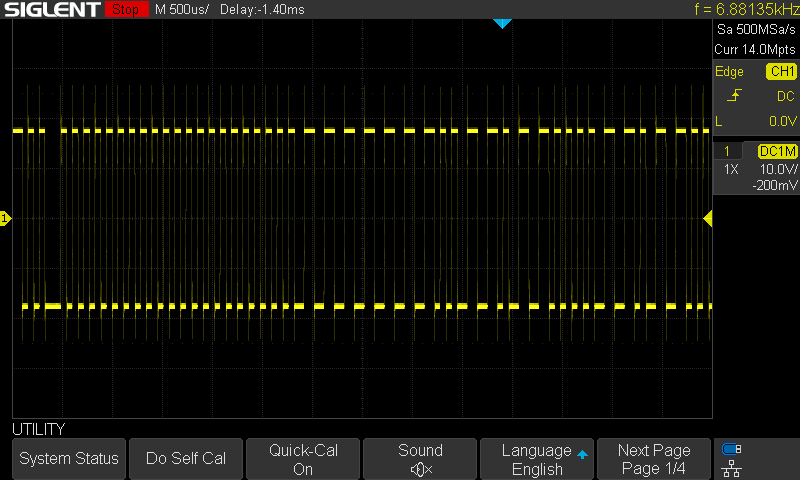 SIGLENT Stop M 500us/ Delay:-1.40ms f = 6.88135kHz
Sa 500MSa/s
Curr 14.0Mpts
Edge CH1
DC
L 0.0V
1 DC1M
1X 10.0V/
-200mV
1
UTILITY
System Status
Do Self Cal
Quick-Cal
On
Sound
Language
English
Next Page
Page 1/4